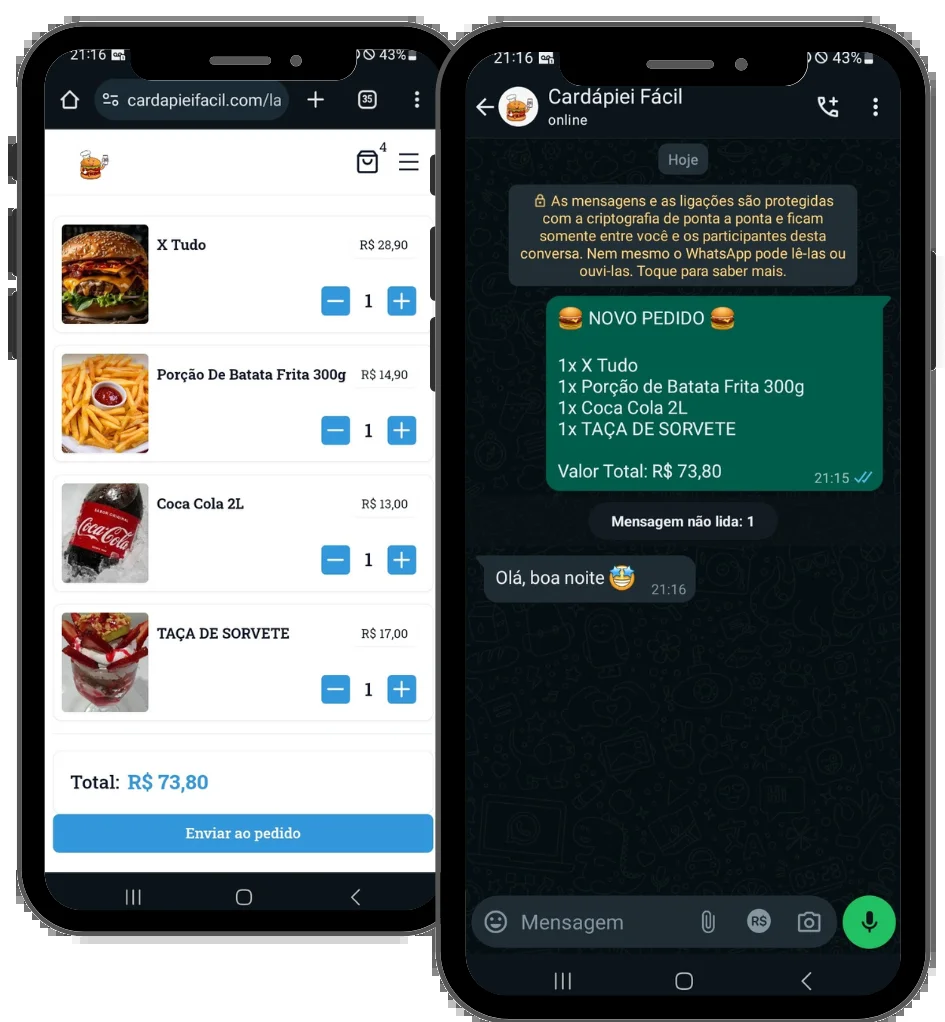 21:16
43%
cardapieifacil.com/la
35
4
X Tudo
R$ 28,90
1
Porção De Batata Frita 300g
R$ 14,90
1
Coca Cola 2L
R$ 13,00
SABOR ORIGINAL
Coca-Cola
1
TAÇA DE SORVETE
R$ 17,00
1
Total: R$ 73,80
Enviar ao pedido
21:16
43%
Cardápiei Fácil
online
Hoje
As mensagens e as ligações são protegidas
com a criptografia de ponta a ponta e ficam
somente entre você e os participantes desta
conversa. Nem mesmo o WhatsApp pode lê-las ou
ouvi-las. Toque para saber mais.
NOVO PEDIDO
1x X Tudo
1x Porção de Batata Frita 300g
1x Coca Cola 2L
1x TAÇA DE SORVETE
Valor Total: R$ 73,80
21:15
Mensagem não lida: 1
Olá, boa noite
21:16
Mensagem
R$